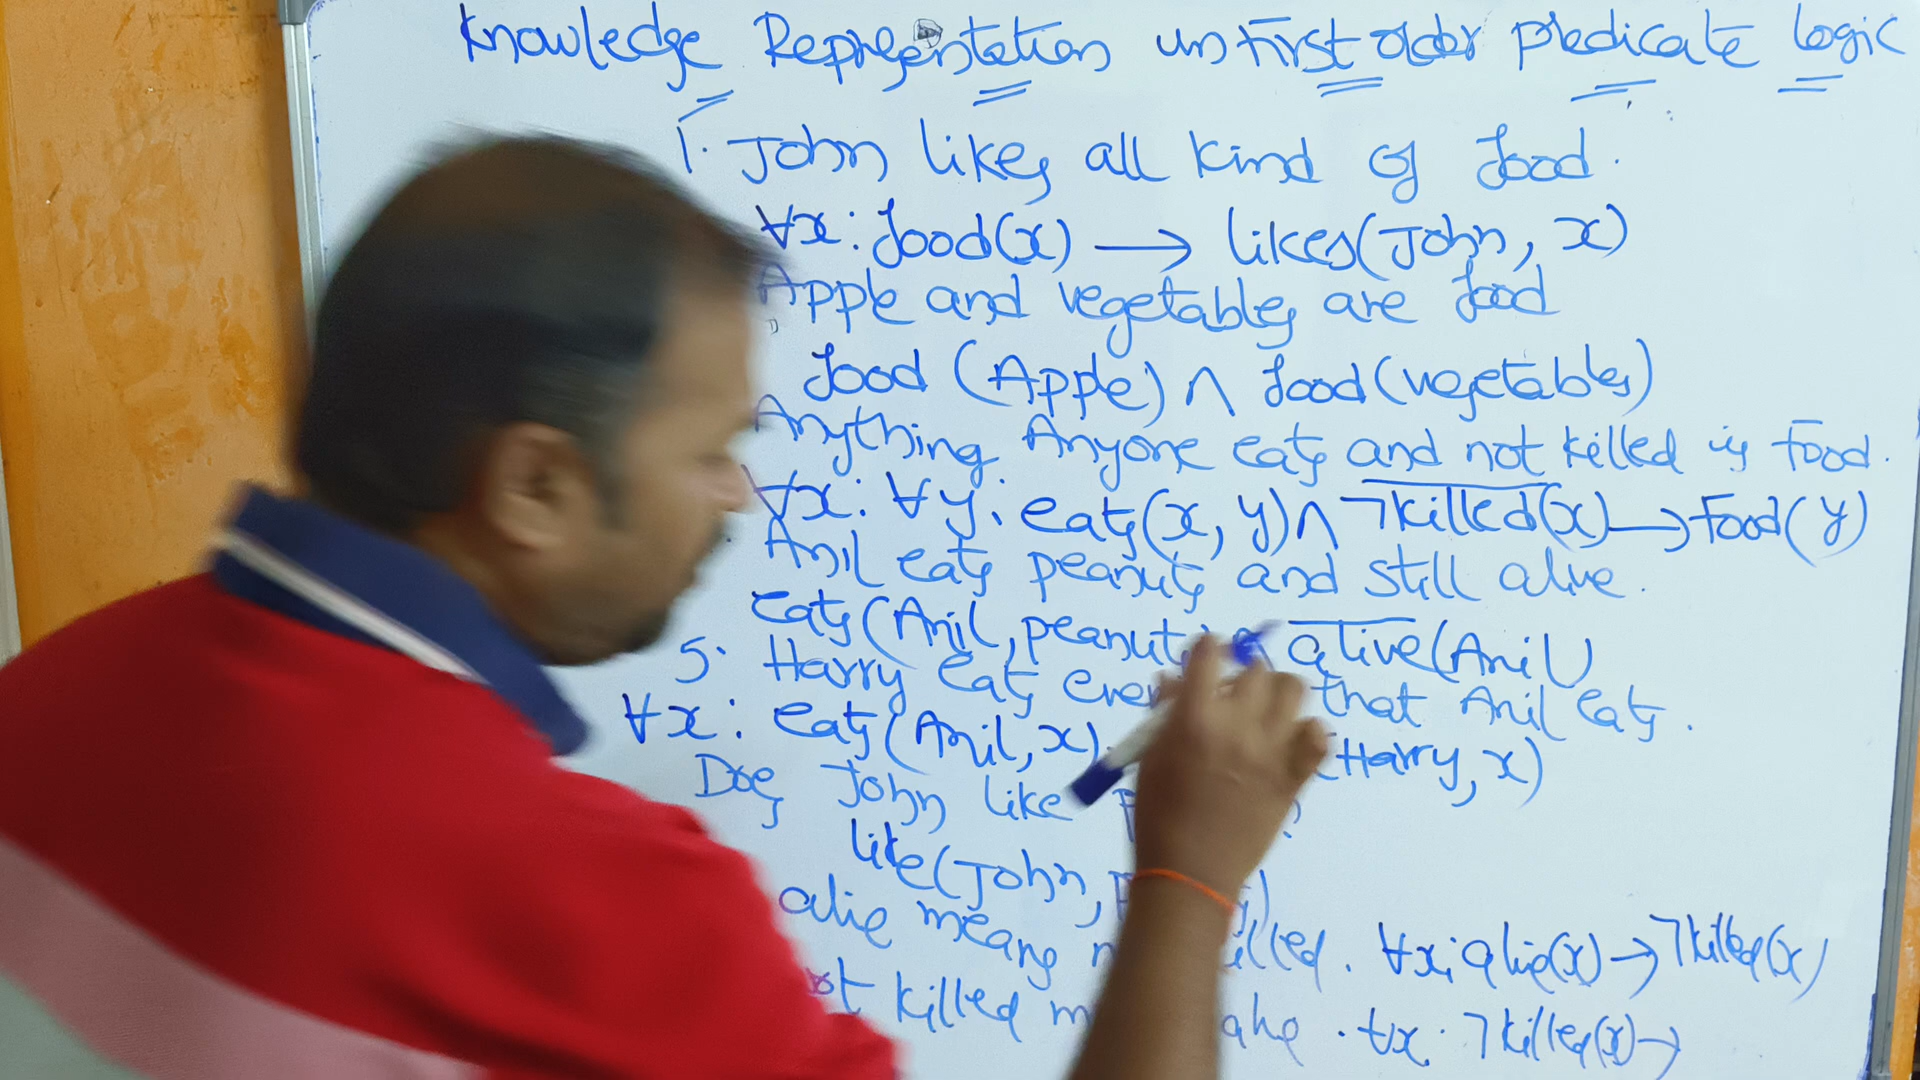 Knowledge Representation in First order predicate logic
1. John likes all kind of food.
∀x: food(x) → likes(John, x)
Apple and vegetables are food
food (Apple) ∧ food(vegetables)
Anything Anyone eats and not killed is food.
∀x: ∀y: eats(x, y) ∧ ¬killed(x) → food(y)
Anil eats peanuts and still alive.
eats(Anil, peanuts alive(Anil)
5. Harry eats that Anil eats.
∀x: eats(Anil, x) (Harry, x)
Does John like ?
like(John,
alie means killed. ∀x: alie(x) → ¬killed(x)
not killed . ∀x: ¬killed(x) →